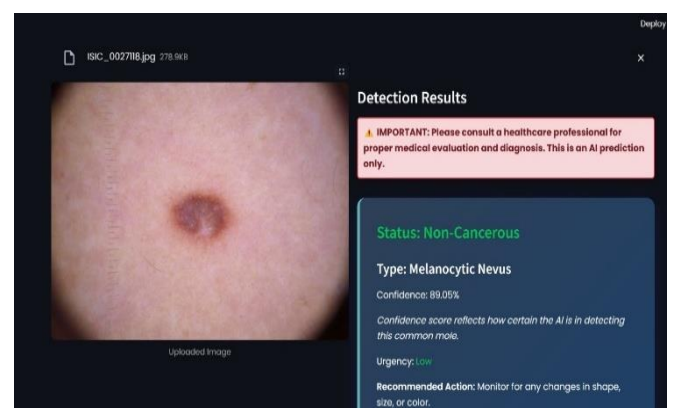 Deploy
ISIC_0027118.jpg 278.9KB
Detection Results
⚠ IMPORTANT: Please consult a healthcare professional for
proper medical evaluation and diagnosis. This is an AI prediction
only.
Status: Non-Cancerous
Type: Melanocytic Nevus
Confidence: 89.05%
Confidence score reflects how certain the AI is in detecting
this common mole.
Urgency: Low
Recommended Action: Monitor for any changes in shape,
size, or color.
Uploaded Image